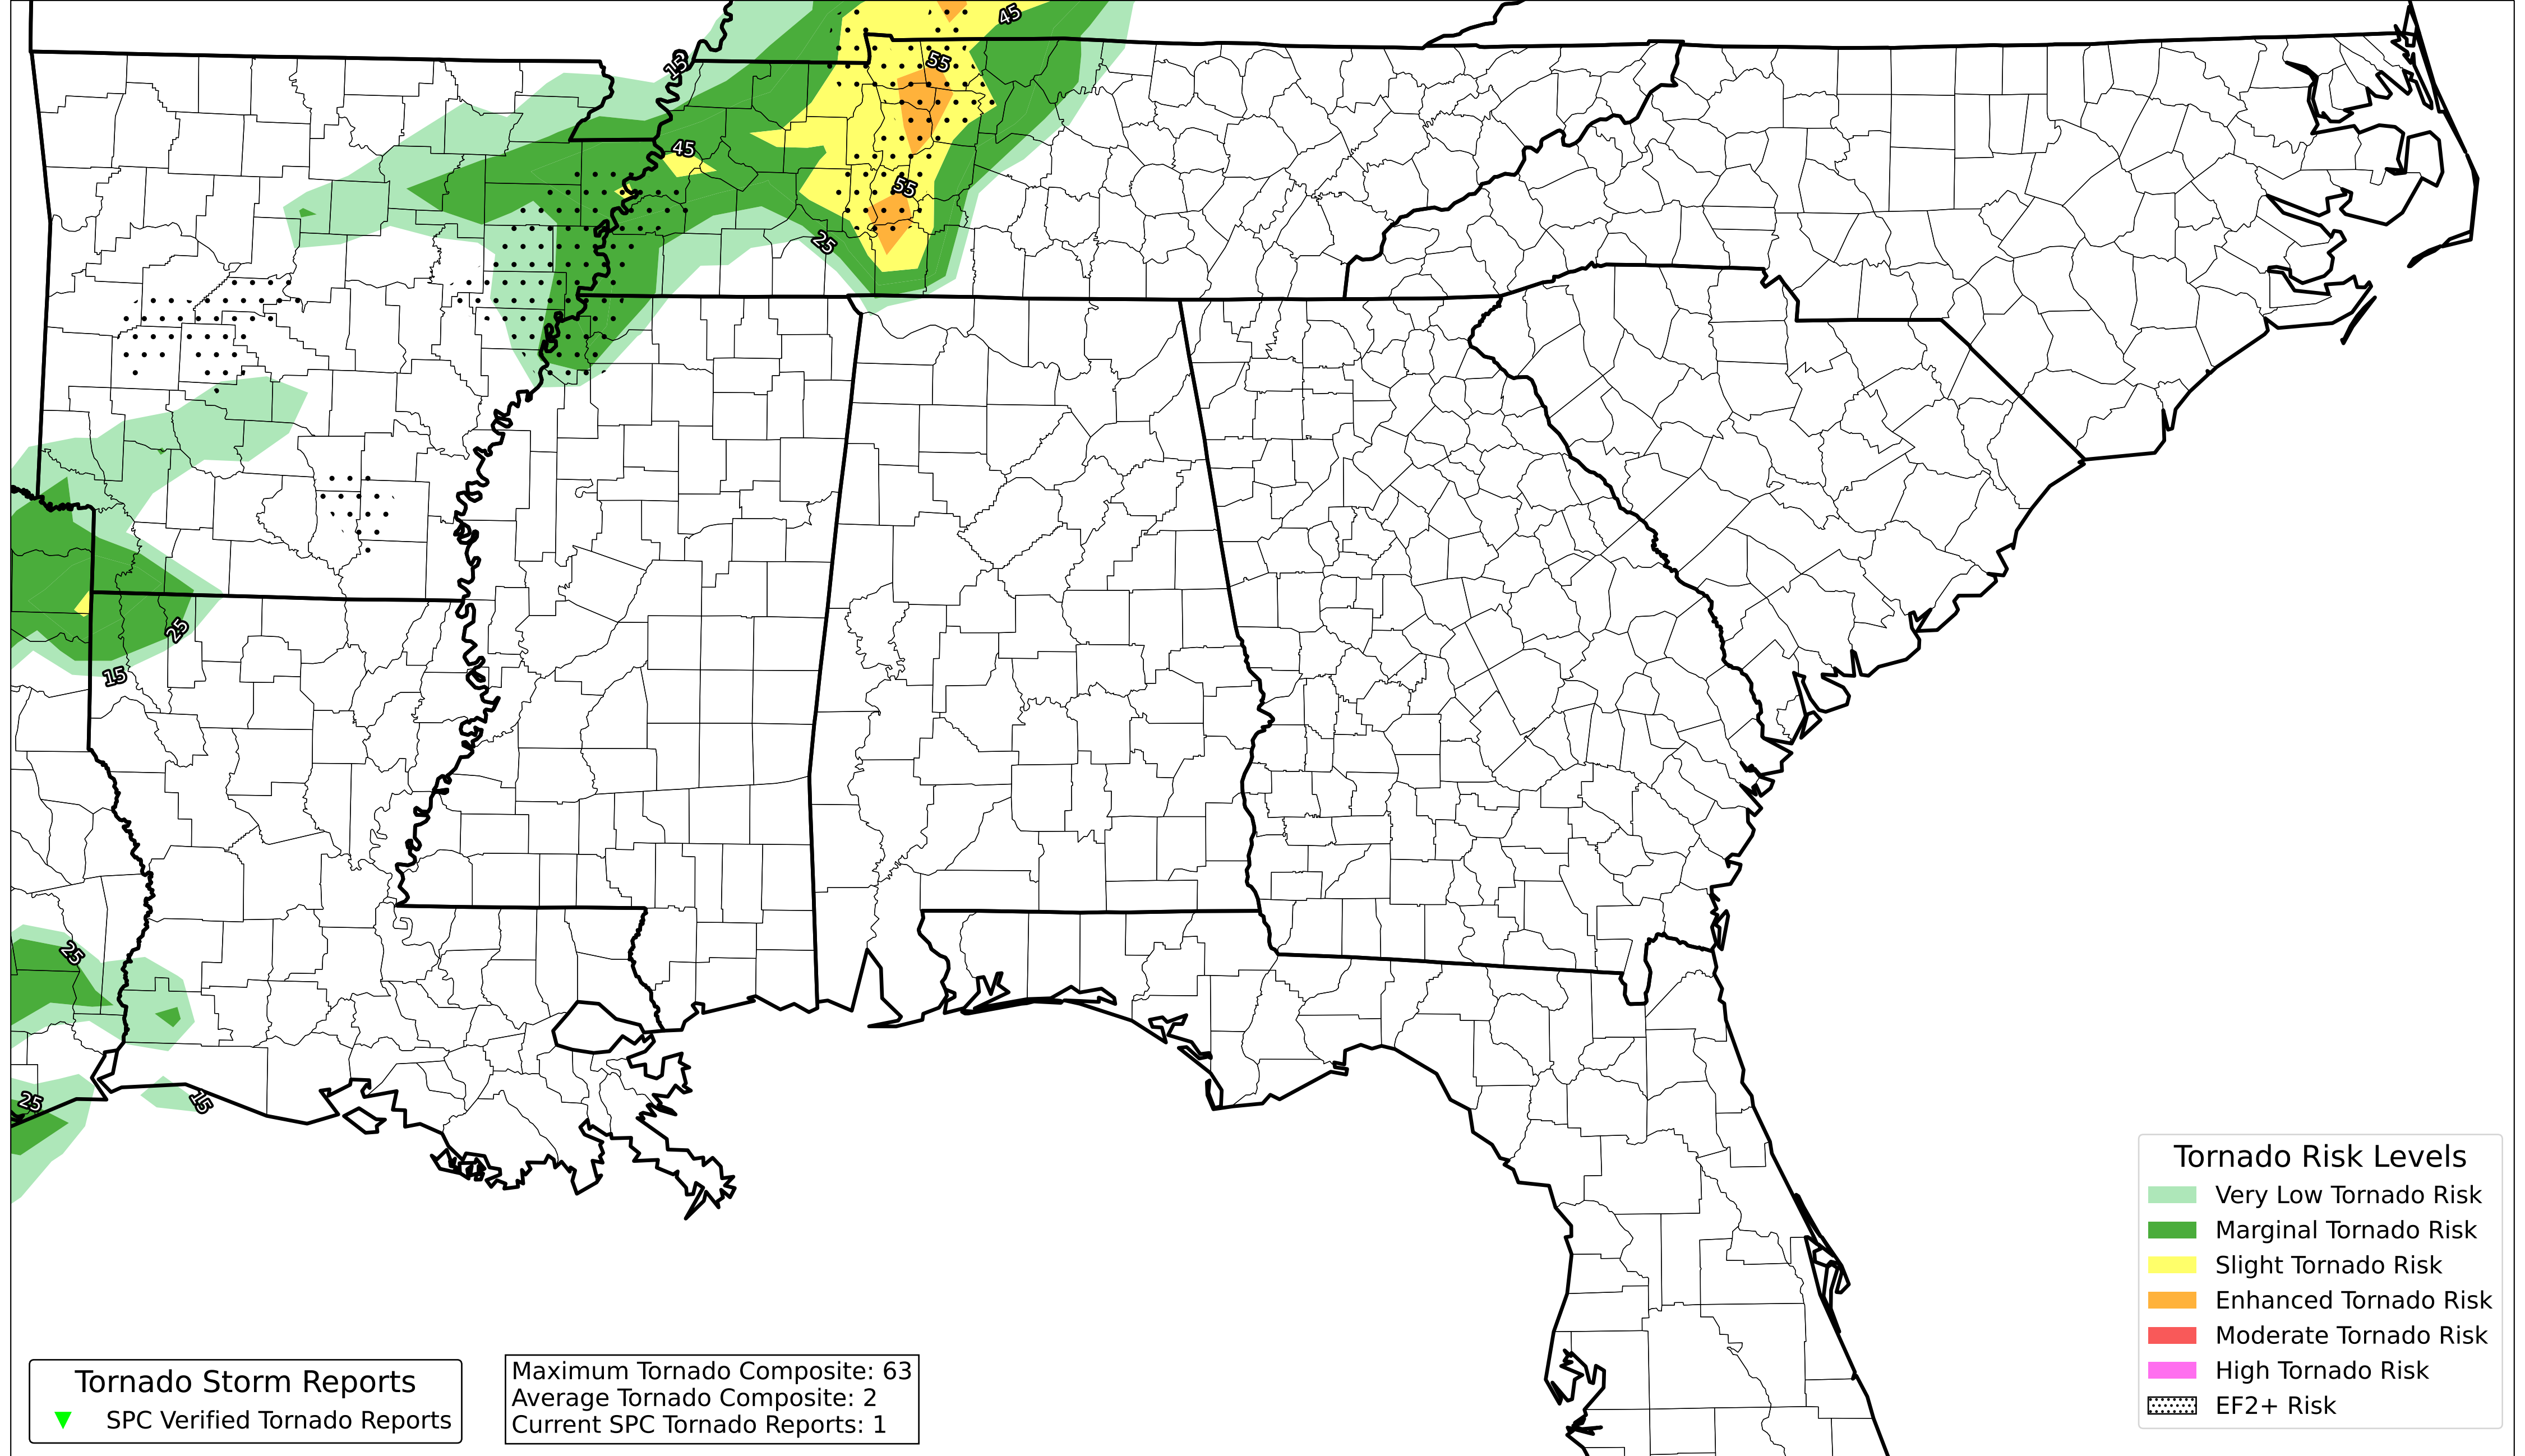 45
15
55
45
55
25
25
15
25
25
15
Tornado Risk Levels
Very Low Tornado Risk
Marginal Tornado Risk
Slight Tornado Risk
Enhanced Tornado Risk
Moderate Tornado Risk
High Tornado Risk
EF2+ Risk
Tornado Storm Reports
SPC Verified Tornado Reports
Maximum Tornado Composite: 63
Average Tornado Composite: 2
Current SPC Tornado Reports: 1